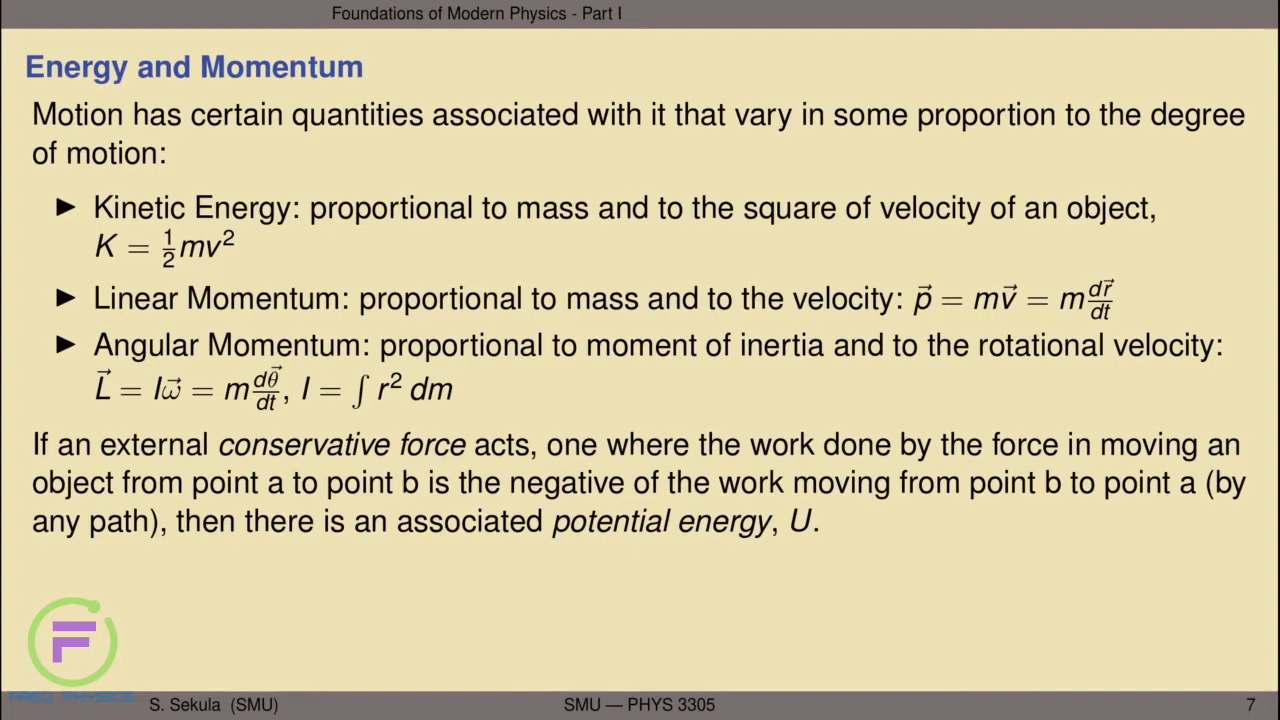 Foundations of Modern Physics - Part I
Energy and Momentum
Motion has certain quantities associated with it that vary in some proportion to the degree
of motion:
▶ Kinetic Energy: proportional to mass and to the square of velocity of an object,
K = ½mv²
▶ Linear Momentum: proportional to mass and to the velocity: p⃗ = mv⃗ = m dr⃗/dt
▶ Angular Momentum: proportional to moment of inertia and to the rotational velocity:
L⃗ = Iω⃗ = m dθ⃗/dt, I = ∫ r² dm
If an external conservative force acts, one where the work done by the force in moving an
object from point a to point b is the negative of the work moving from point b to point a (by
any path), then there is an associated potential energy, U.
F
FREQ PHYSICS
S. Sekula (SMU) SMU — PHYS 3305 7